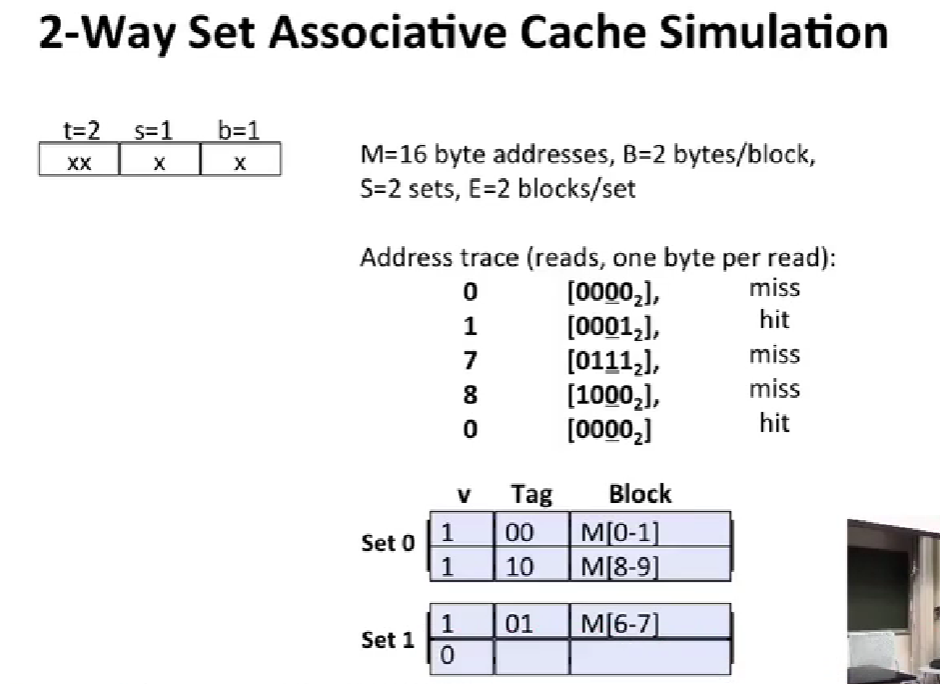 2-Way Set Associative Cache Simulation
t=2 s=1 b=1
xx x x
M=16 byte addresses, B=2 bytes/block,
S=2 sets, E=2 blocks/set
Address trace (reads, one byte per read):
0 [0000₂], miss
1 [0001₂], hit
7 [0111₂], miss
8 [1000₂], miss
0 [0000₂] hit
v Tag Block
Set 0
1 00 M[0-1]
1 10 M[8-9]
Set 1
1 01 M[6-7]
0